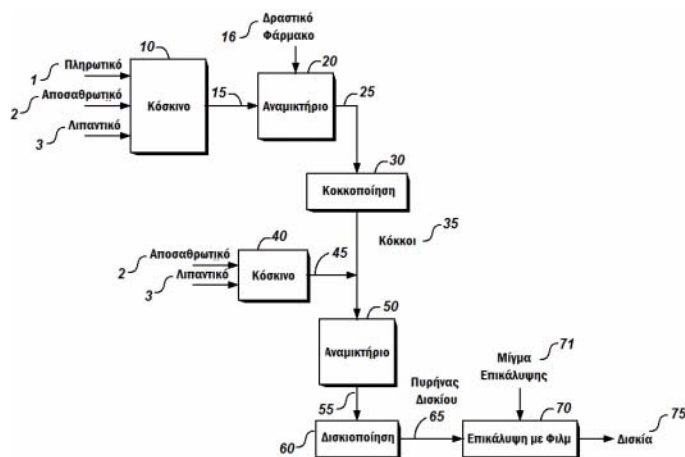 Δραστικό
Φάρμακο
16
10
20
1
Πληρωτικό
2
Αποσαθρωτικό
3
Λιπαντικό
Κόσκινο
15
Αναμικτήριο
25
30
Κοκκοποίηση
Κόκκοι
35
40
2
Αποσαθρωτικό
3
Λιπαντικό
Κόσκινο
45
50
Αναμικτήριο
Μίγμα
Επικάλυψης
71
55
Πυρήνας
Δισκίου
65
70
60
Δισκιοποίηση
Επικάλυψη με Φιλμ
Δισκία
75